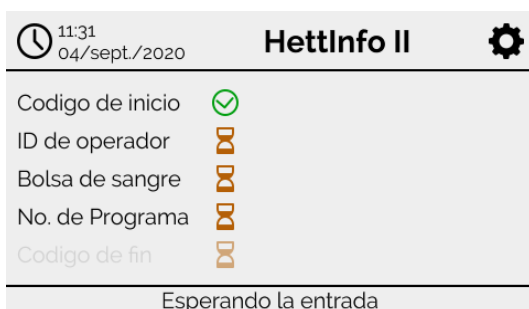 11:31
04/sept./2020
HettInfo II
Codigo de inicio
ID de operador
Bolsa de sangre
No. de Programa
Codigo de fin
Esperando la entrada